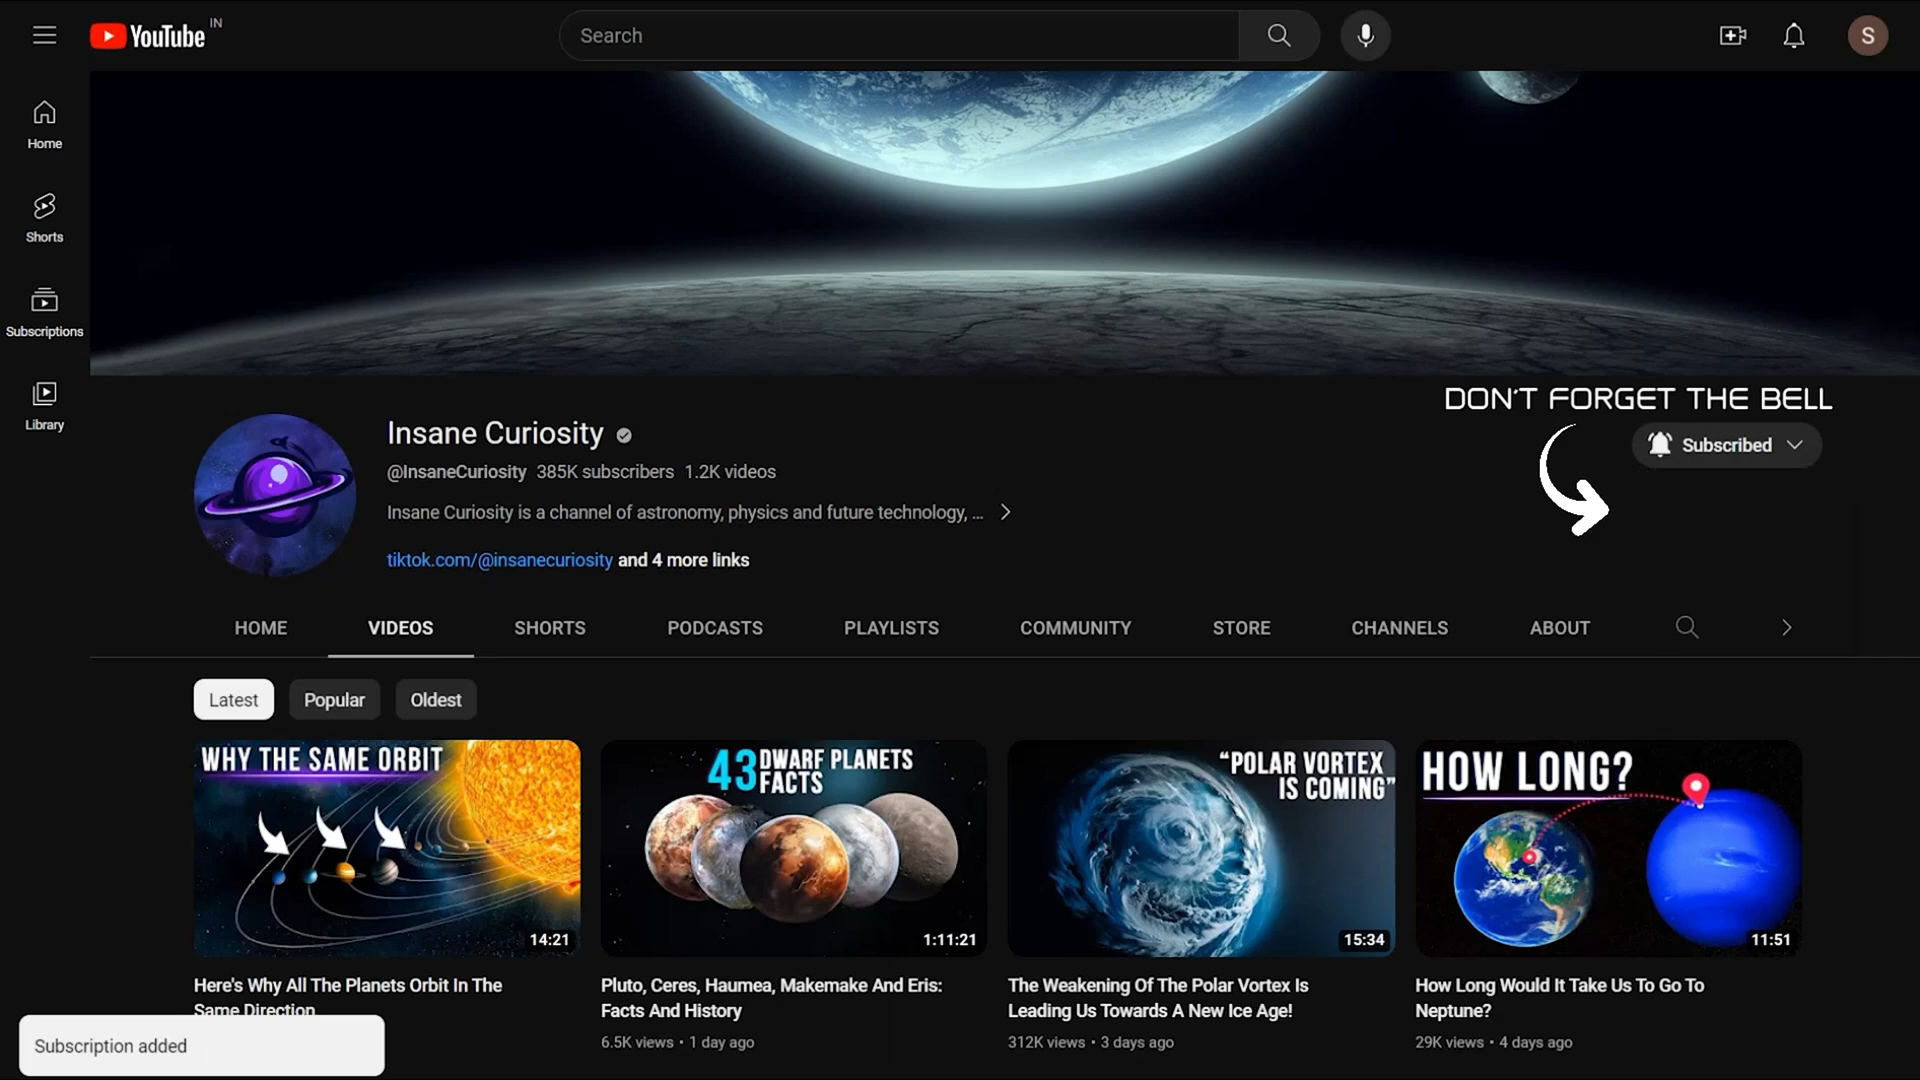 YouTube IN
Search
S
Home
Shorts
Subscriptions
Library
DON'T FORGET THE BELL
Insane Curiosity
Subscribed
@InsaneCuriosity 385K subscribers 1.2K videos
Insane Curiosity is a channel of astronomy, physics and future technology, ...
tiktok.com/@insanecuriosity and 4 more links
HOME VIDEOS SHORTS PODCASTS PLAYLISTS COMMUNITY STORE CHANNELS ABOUT
Latest Popular Oldest
WHY THE SAME ORBIT
14:21
43 DWARF PLANETS
FACTS
1:11:21
“POLAR VORTEX
IS COMING”
15:34
HOW LONG?
11:51
Here's Why All The Planets Orbit In The
Same Direction
Pluto, Ceres, Haumea, Makemake And Eris:
Facts And History
6.5K views • 1 day ago
The Weakening Of The Polar Vortex Is
Leading Us Towards A New Ice Age!
312K views • 3 days ago
How Long Would It Take Us To Go To
Neptune?
29K views • 4 days ago
Subscription added